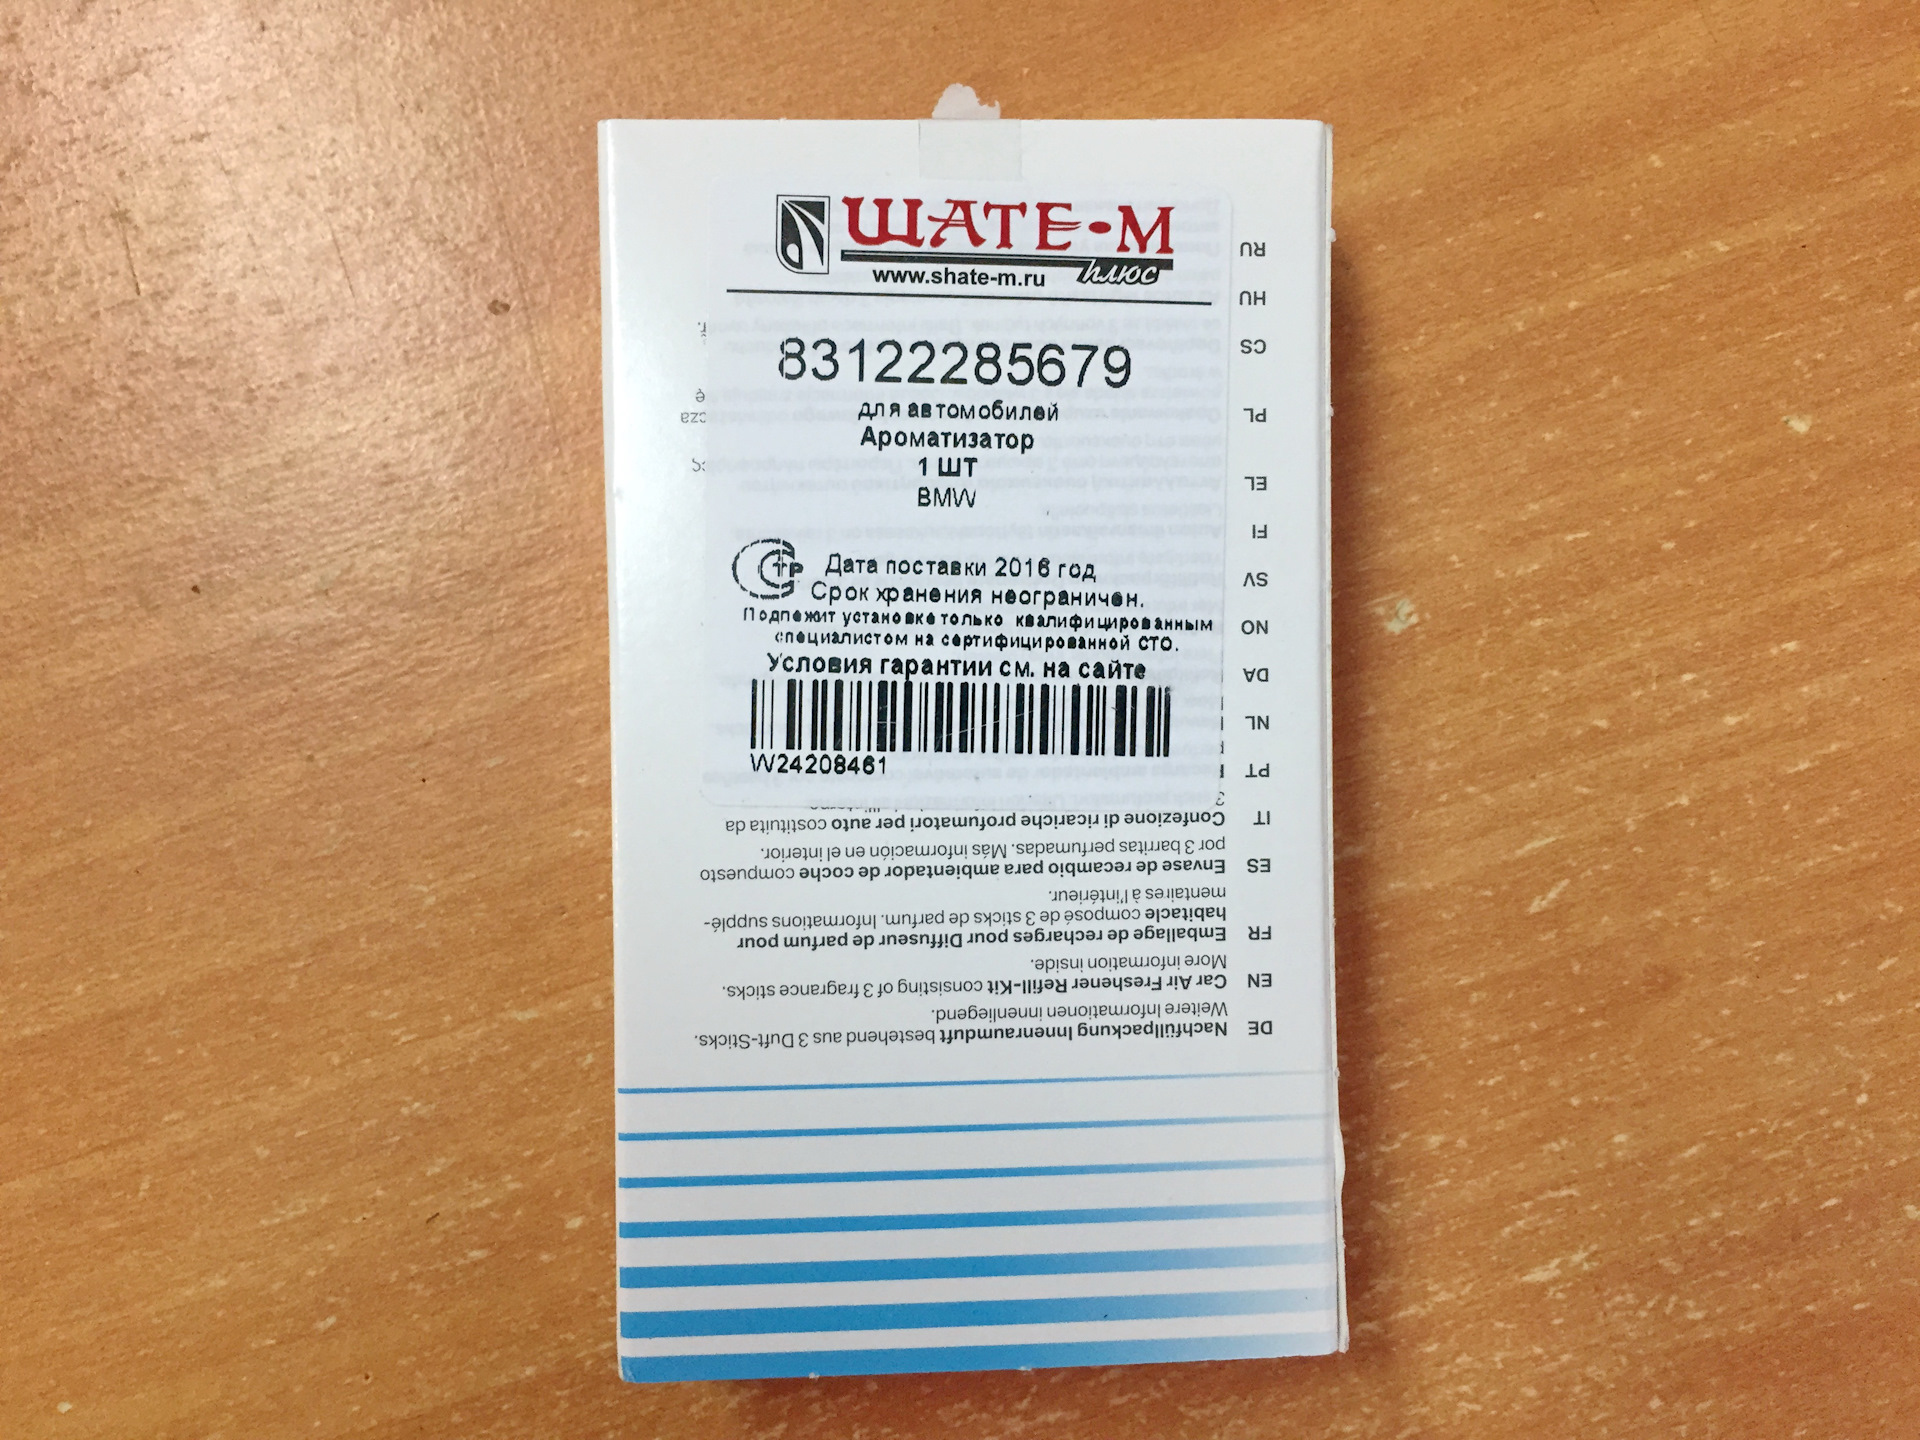 ШАТЕ-М
www.shate-m.ru плюс
83122285679
для автомобилей
Ароматизатор
1 ШТ
BMW
Дата поставки 2016 год
Срок хранения неограничен.
Подлежит установке только квалифицированным
специалистом на сертифицированной СТО.
Условия гарантии см. на сайте
W24208461
DE Nachfüllpackung Innenraumduft bestehend aus 3 Duft-Sticks.
Weitere Informationen innenliegend.
EN Car Air Freshener Refill-Kit consisting of 3 fragrance sticks.
More information inside.
FR Emballage de recharges pour Diffuseur de parfum pour
habitacle composé de 3 sticks de parfum. Informations supplé-
mentaires à l'intérieur.
ES Envase de recambio para ambientador de coche compuesto
por 3 barritas perfumadas. Más información en el interior.
IT Confezione di ricariche profumatori per auto costituita da
3
PT
NL
DA
NO
SV
FI
EL
PL
CS
HU
RU